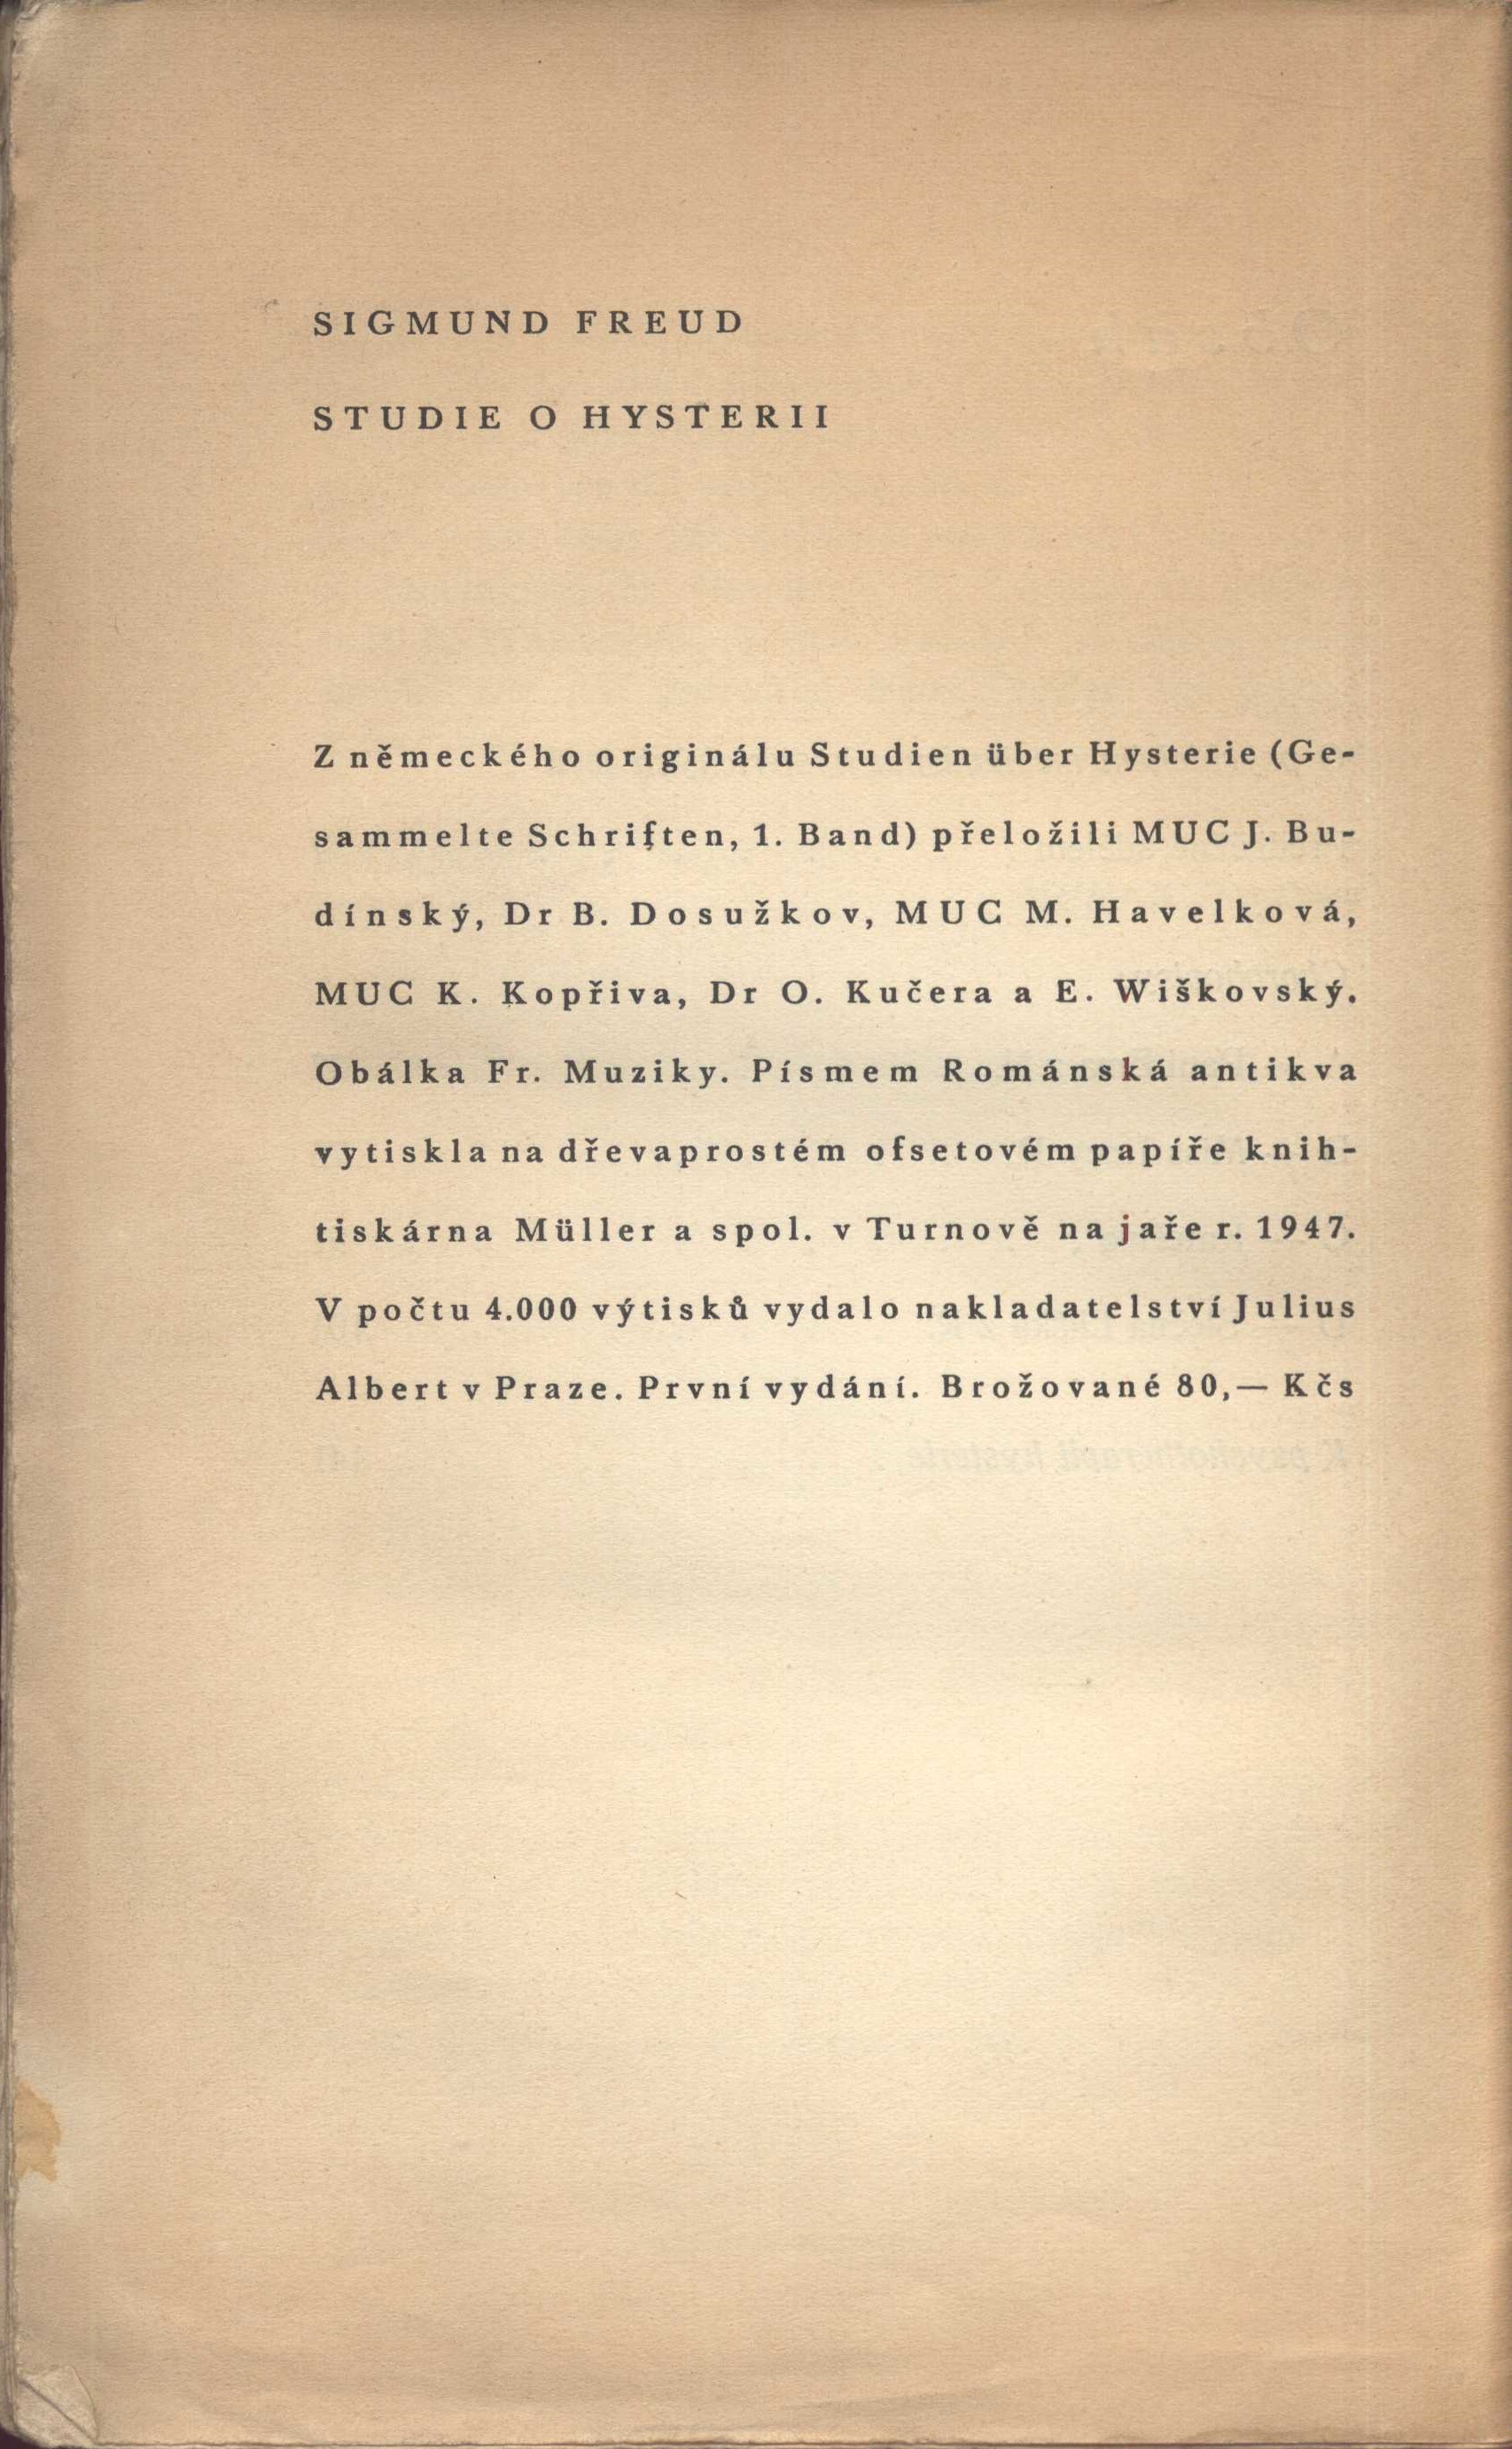 SIGMUND FREUD
STUDIE O HYSTERII
Z německého originálu Studien über Hysterie (Ge-
sammelte Schriften, 1. Band) přeložili MUC J. Bu-
dínský, Dr B. Dosužkov, MUC M. Havelková,
MUC K. Kopřiva, Dr O. Kučera a E. Wiškovský.
Obálka Fr. Muziky. Písmem Románská antikva
vytiskla na dřevaprostém ofsetovém papíře knih-
tiskárna Müller a spol. v Turnově na jaře r. 1947.
V počtu 4.000 výtisků vydalo nakladatelství Julius
Albert v Praze. První vydání. Brožované 80,— Kčs